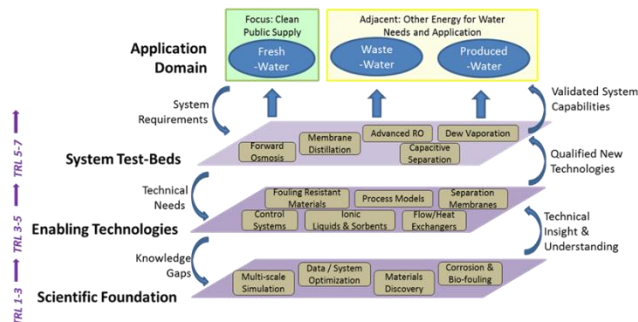 Focus: Clean
Public Supply
Adjacent: Other Energy for Water
Needs and Application
Application
Domain
Fresh
-Water
Waste
-Water
Produced
-Water
System
Requirements
Validated System
Capabilities
TRL 5-7
System Test-Beds
Forward
Osmosis
Membrane
Distillation
Advanced RO
Capacitive
Separation
Dew Vaporation
Technical
Needs
Qualified New
Technologies
TRL 3-5
Enabling Technologies
Fouling Resistant
Materials
Process Models
Separation
Membranes
Control
Systems
Ionic
Liquids & Sorbents
Flow/Heat
Exchangers
Knowledge
Gaps
Technical
Insight &
Understanding
TRL 1-3
Scientific Foundation
Multi-scale
Simulation
Data / System
Optimization
Materials
Discovery
Corrosion &
Bio-fouling